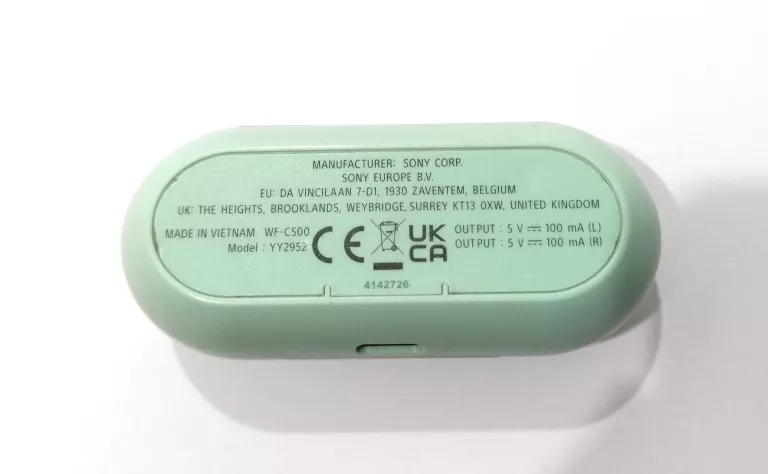 MANUFACTURER: SONY CORP.
SONY EUROPE B.V.
EU: DA VINCILAAN 7-D1, 1930 ZAVENTEM, BELGIUM
UK: THE HEIGHTS, BROOKLANDS, WEYBRIDGE, SURREY KT13 0XW, UNITED KINGDOM
MADE IN VIETNAM WF-C500
Model : YY2952
CE
UK
CA
OUTPUT : 5 V ⎓ 100 mA (L)
OUTPUT : 5 V ⎓ 100 mA (R)
4142726